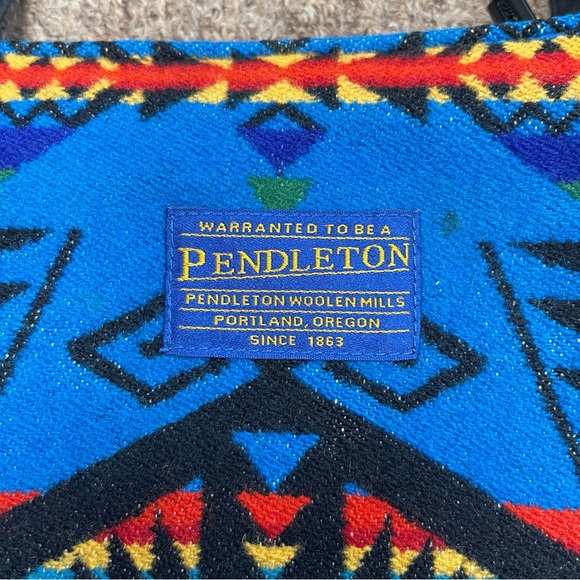 WARRANTED TO BE A
PENDLETON
PENDLETON WOOLEN MILLS
PORTLAND, OREGON
SINCE 1863